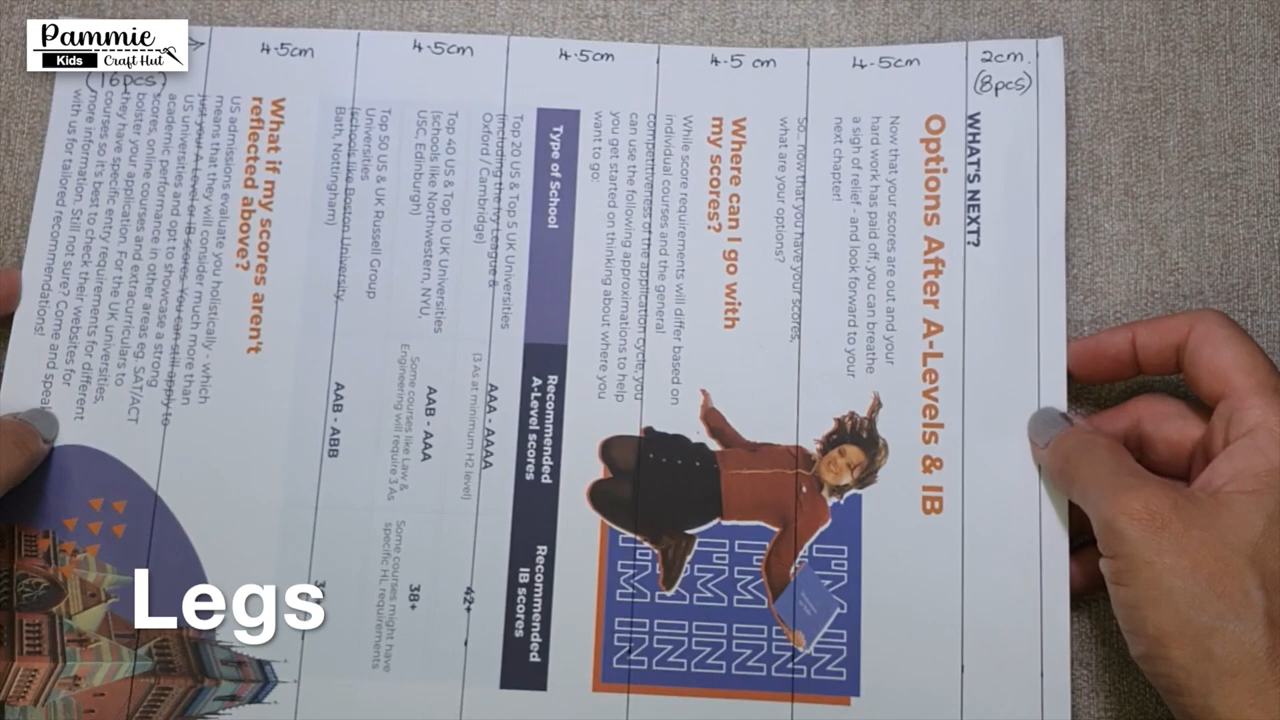 Pammie
Kids Craft Hut
4.5cm
4.5cm
4.5cm
4.5 cm
4.5cm
2cm.
(16pcs)
(8pcs)
WHAT'S NEXT?
Options After A-Levels & IB
Now that your scores are out and your
hard work has paid off, you can breathe
a sigh of relief - and look forward to your
next chapter!
So, now that you have your scores,
what are your options?
Where can I go with
my scores?
While score requirements will differ based on
individual courses and the general
competitiveness of the application cycle, you
can use the following approximations to help
you get started on thinking about where you
want to go:
I'M IN
I'M IN
I'M IN
I'M IN
Type of School
Recommended
A-Level scores
Recommended
IB scores
Top 20 US & Top 5 UK Universities
(including the Ivy League &
Oxford / Cambridge)
AAA - AAAA
(3 As at minimum H2 level)
42+
Top 40 US & Top 10 UK Universities
(schools like Northwestern, NYU,
USC, Edinburgh)
AAB - AAA
Some courses like Law &
Engineering will require 3 As
38+
Some courses might have
specific HL requirements
Top 50 US & UK Russell Group
Universities
(schools like Boston University,
Bath, Nottingham)
AAB - ABB
What if my scores aren't
reflected above?
US admissions evaluate you holistically - which
means that they will consider much more than
just your A Level or IB scores. You can still apply to
US universities and opt to showcase a strong
academic performance in other areas eg. SAT/ACT
scores, online courses and extracurriculars to
bolster your application. For the UK universities,
they have specific entry requirements for different
courses so it's best to check their websites for
more information. Still not sure? Come and speak
with us for tailored recommendations!
Legs